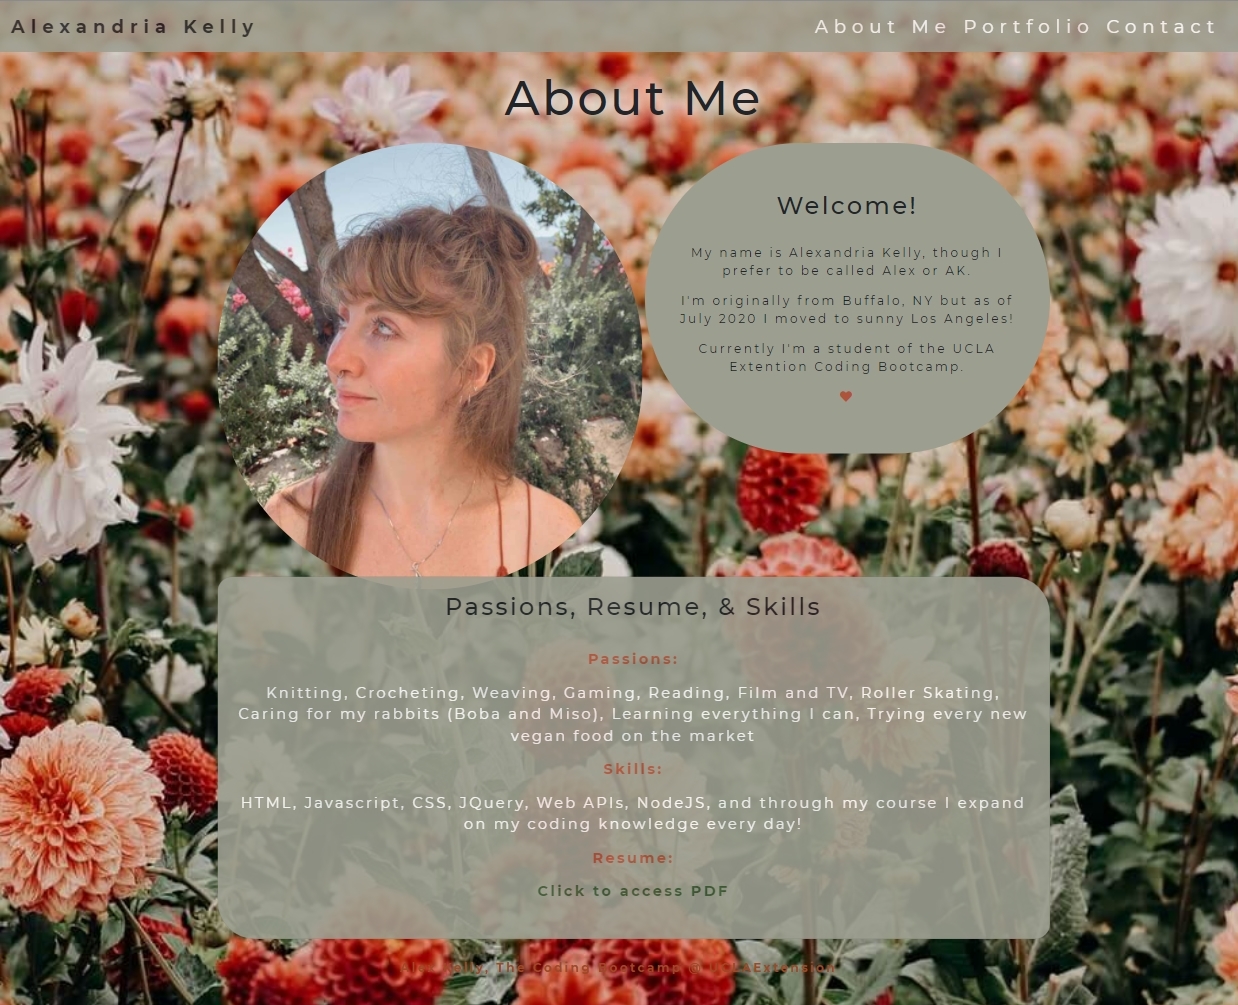 Alexandria Kelly
About Me Portfolio Contact
About Me
Welcome!
My name is Alexandria Kelly, though I
prefer to be called Alex or AK.
I'm originally from Buffalo, NY but as of
July 2020 I moved to sunny Los Angeles!
Currently I'm a student of the UCLA
Extention Coding Bootcamp.
Passions, Resume, & Skills
Passions:
Knitting, Crocheting, Weaving, Gaming, Reading, Film and TV, Roller Skating,
Caring for my rabbits (Boba and Miso), Learning everything I can, Trying every new
vegan food on the market
Skills:
HTML, Javascript, CSS, JQuery, Web APIs, NodeJS, and through my course I expand
on my coding knowledge every day!
Resume:
Click to access PDF
Kelly, The Coding Bootcamp @